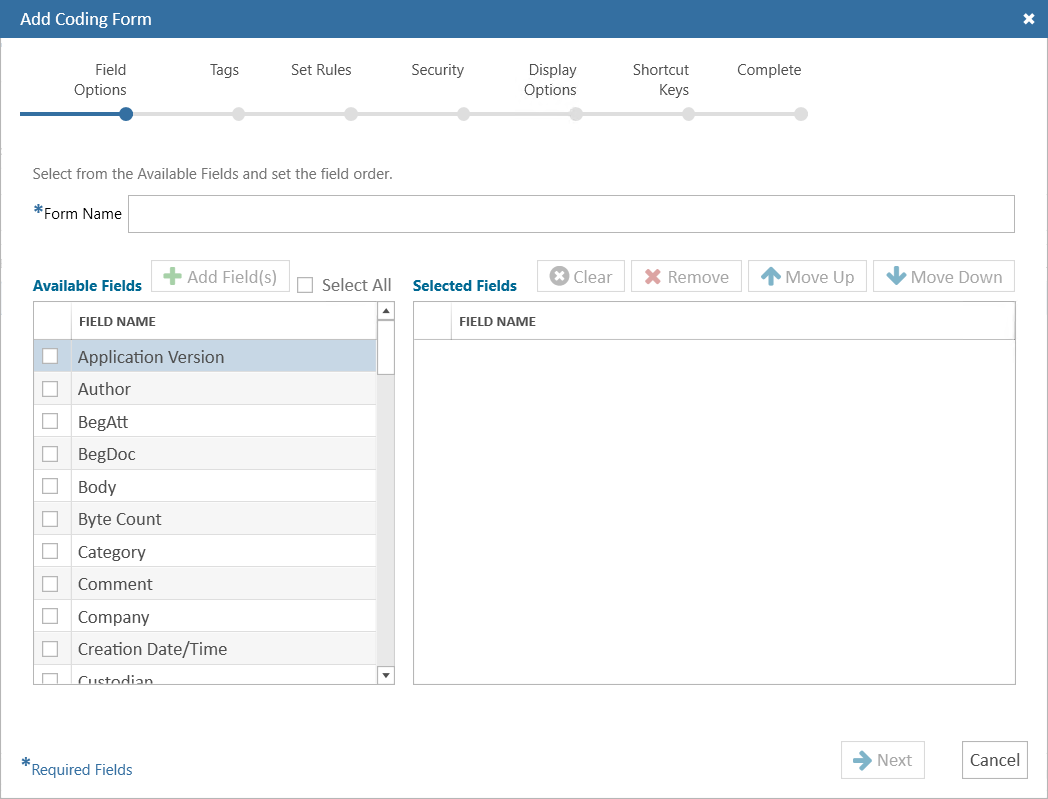 Add Coding Form
Field Options
Tags
Set Rules
Security
Display Options
Shortcut Keys
Complete
Select from the Available Fields and set the field order.
*Form Name
Available Fields
Add Field(s)
Select All
Selected Fields
Clear
Remove
Move Up
Move Down
FIELD NAME
FIELD NAME
Application Version
Author
BegAtt
BegDoc
Body
Byte Count
Category
Comment
Company
Creation Date/Time
Custodian
*Required Fields
Next
Cancel